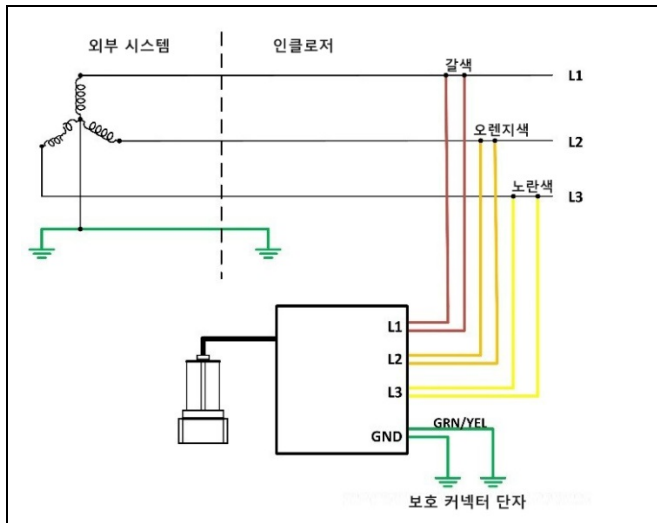 외부 시스템
인클로저
갈색
L1
오렌지색
L2
노란색
L3
L1
L2
L3
GRN/YEL
GND
보호 커넥터 단자